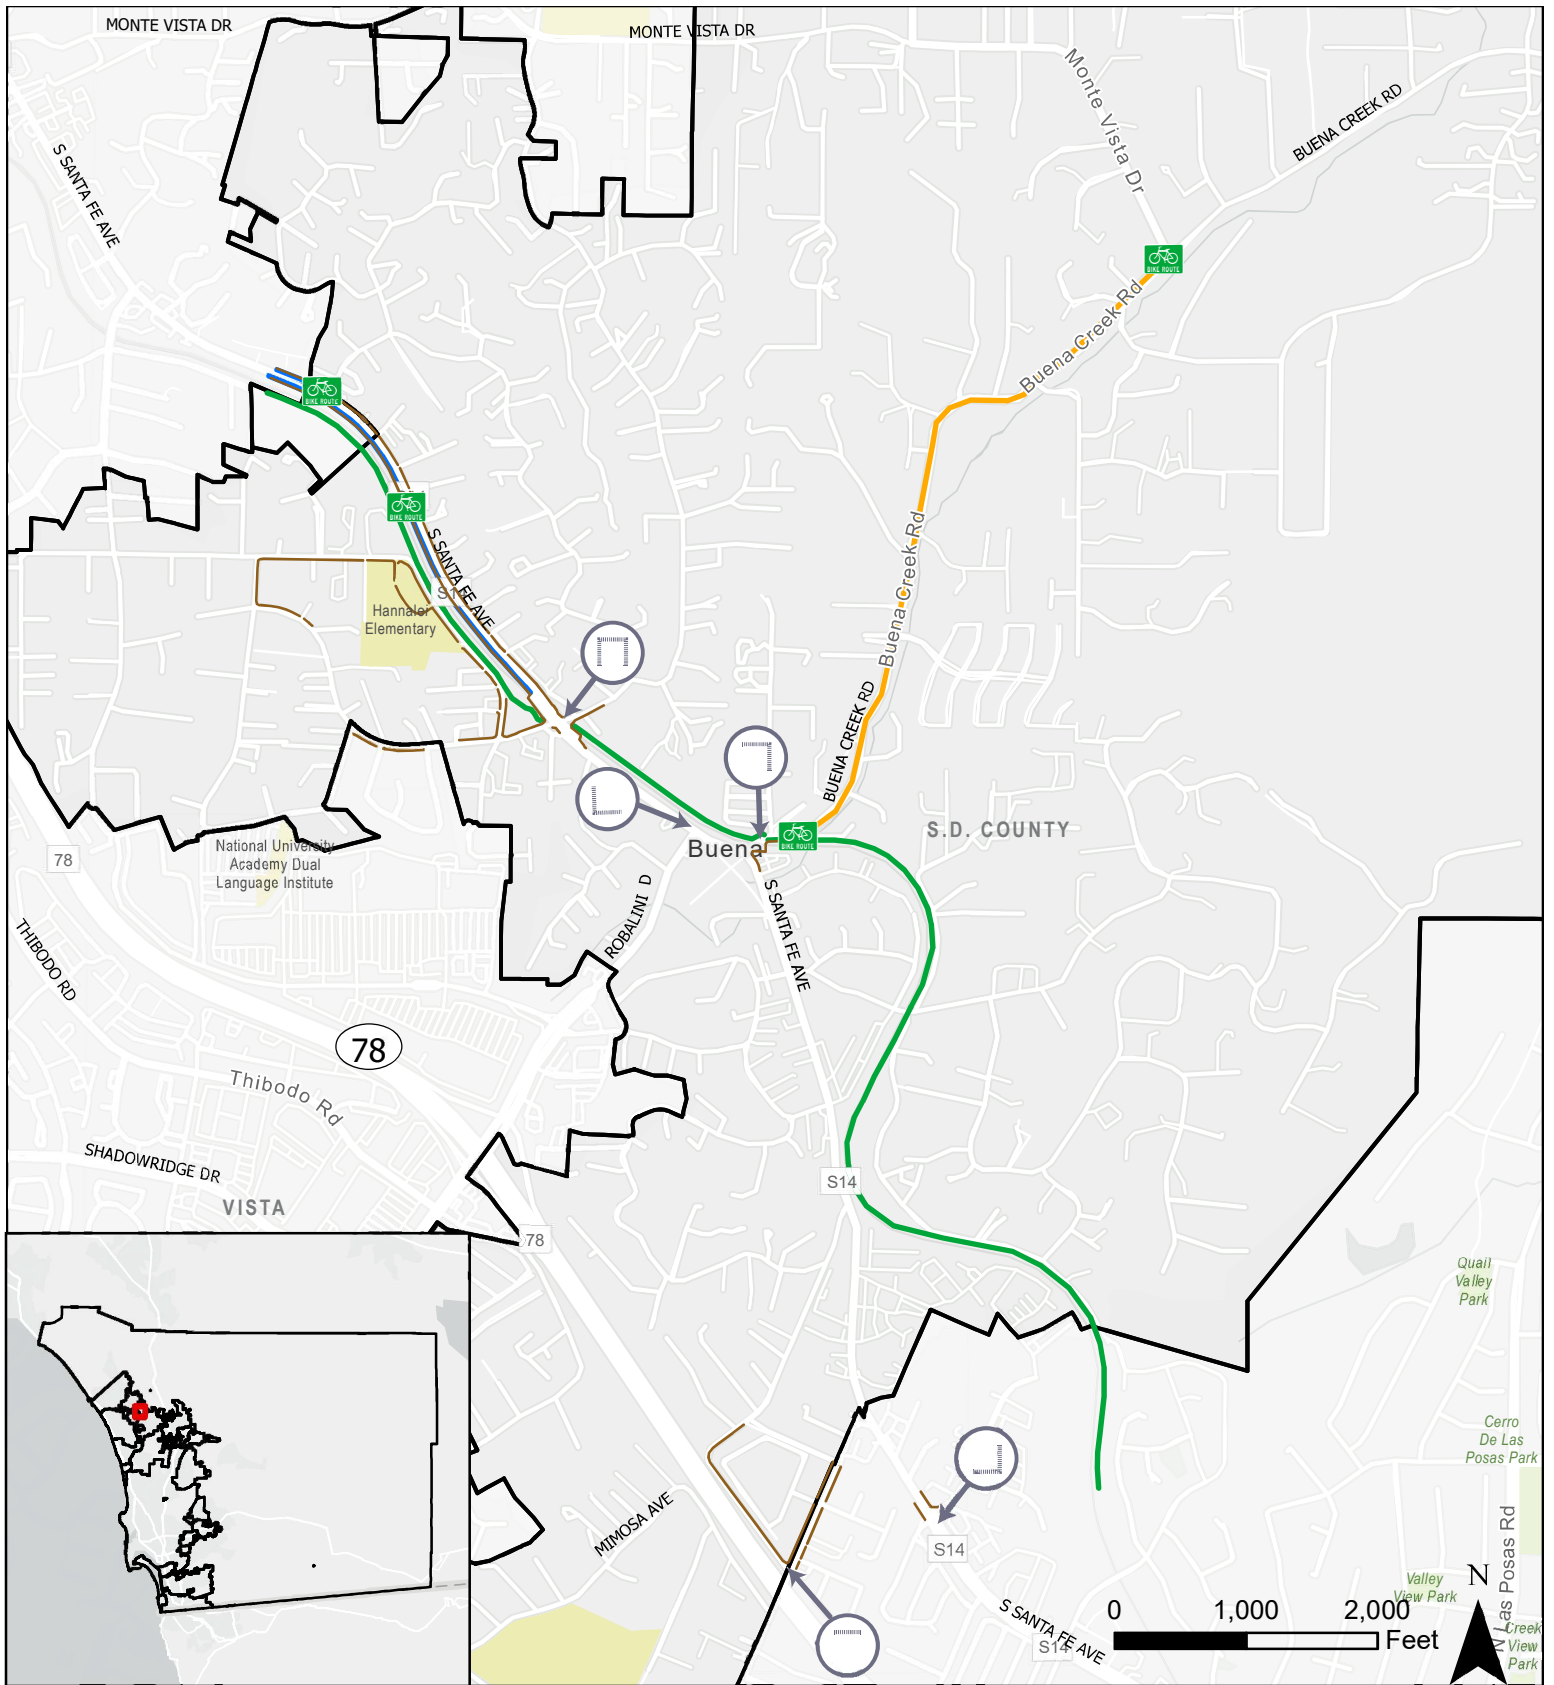 MONTE VISTA DR
MONTE VISTA DR
Monte Vista Dr
BUENA CREEK RD
S SANTA FE AVE
BIKE ROUTE
Buena Creek Rd
BIKE ROUTE
BIKE ROUTE
S SANTA FE AVE
Buena Creek Rd
Hannalei
Elementary
BUENA CREEK RD
BIKE ROUTE
S.D. COUNTY
Buena
National University
Academy Dual
Language Institute
78
ROBALINI D
S SANTA FE AVE
THIBODO RD
78
Thibodo Rd
SHADOWRIDGE DR
S14
VISTA
78
Quail
Valley
Park
Cerro
De Las
Posas Park
MIMOSA AVE
S14
N Las Posas Rd
Valley
View Park
N
S SANTA FE AVE
S14
0 1,000 2,000
Feet
Creek
View
Park